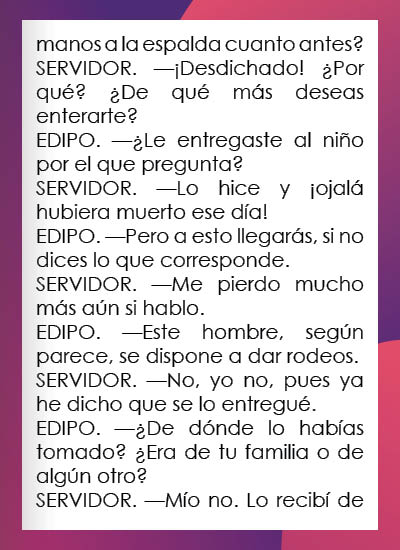 manos a la espalda cuanto antes?
SERVIDOR. —¡Desdichado! ¿Por
qué? ¿De qué más deseas
enterarte?
EDIPO. —¿Le entregaste al niño
por el que pregunta?
SERVIDOR. —Lo hice y ¡ojalá
hubiera muerto ese día!
EDIPO. —Pero a esto llegarás, si no
dices lo que corresponde.
SERVIDOR. —Me pierdo mucho
más aún si hablo.
EDIPO. —Este hombre, según
parece, se dispone a dar rodeos.
SERVIDOR. —No, yo no, pues ya
he dicho que se lo entregué.
EDIPO. —¿De dónde lo habías
tomado? ¿Era de tu familia o de
algún otro?
SERVIDOR. —Mío no. Lo recibí de